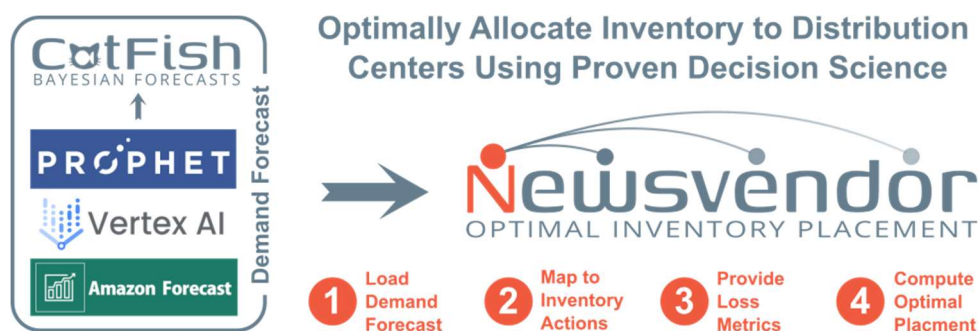 CatFish
BAYESIAN FORECASTS
PROPHET
Vertex AI
Amazon Forecast
Demand Forecast
Optimally Allocate Inventory to Distribution
Centers Using Proven Decision Science
Newsvendor
OPTIMAL INVENTORY PLACEMENT
1
Load
Demand
Forecast
2
Map to
Inventory
Actions
3
Provide
Loss
Metrics
4
Compute
Optimal
Placment